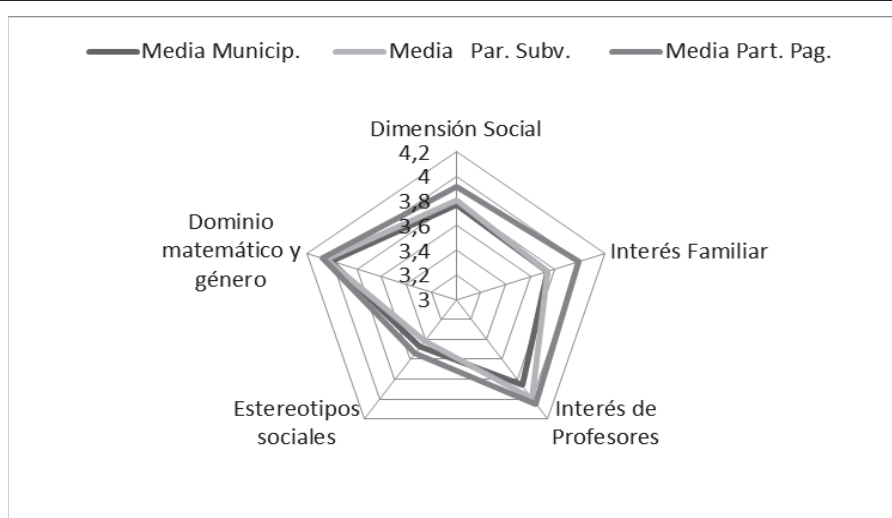 Media Municip. Media Par. Subv. Media Part. Pag.
Dimensión Social
4,2
4
3,8
3,6
3,4
3,2
3
Dominio
matemático y
género
Interés Familiar
Estereotipos
sociales
Interés de
Profesores